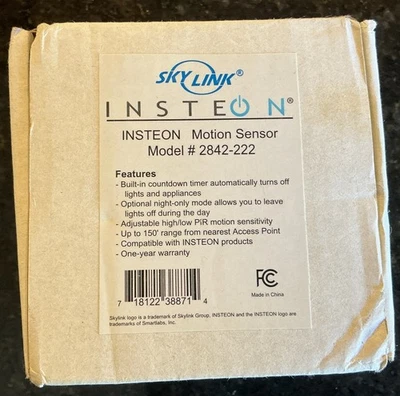 SKYLINK®
INSTEON®
INSTEON Motion Sensor
Model # 2842-222
Features
- Built-in countdown timer automatically turns off
lights and appliances
- Optional night-only mode allows you to leave
lights off during the day
- Adjustable high/low PIR motion sensitivity
- Up to 150' range from nearest Access Point
- Compatible with INSTEON products
- One-year warranty
FC
7 18122 38871 4
Made in China
Skylink logo is a trademark of Skylink Group, INSTEON and the INSTEON logo are
trademarks of Smartlabs, Inc.